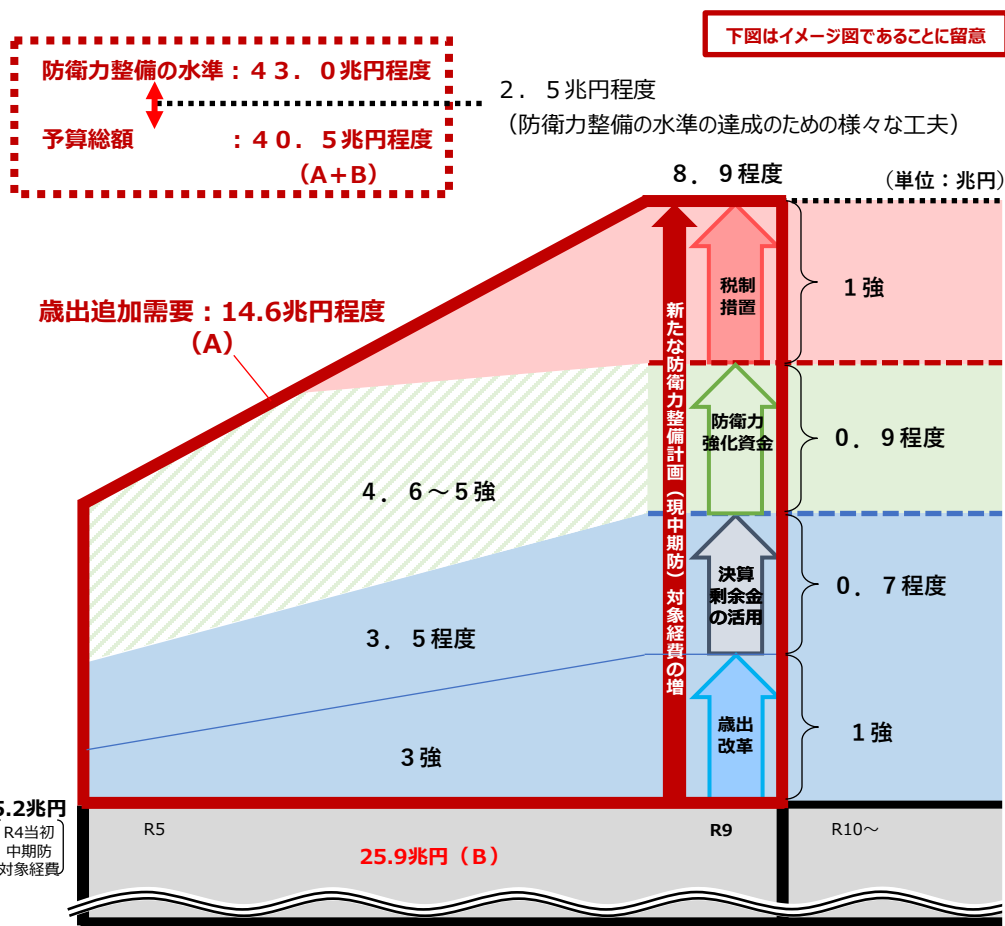 下図はイメージ図であることに留意
防衛力整備の水準：４３．０兆円程度
２．５兆円程度
（防衛力整備の水準の達成のための様々な工夫）
予算総額　　　　：４０．５兆円程度
（A+B）
８．９程度
（単位：兆円）
歳出追加需要：14.6兆円程度
（A）
新たな防衛力整備計画（現中期防）対象経費の増
税制
措置
１強
防衛力
強化資金
０．９程度
４．６～５強
決算
剰余金
の活用
０．７程度
３．５程度
歳出
改革
１強
３強
5.2兆円
R4当初
中期防
対象経費
R5
R9
R10～
25.9兆円（B）